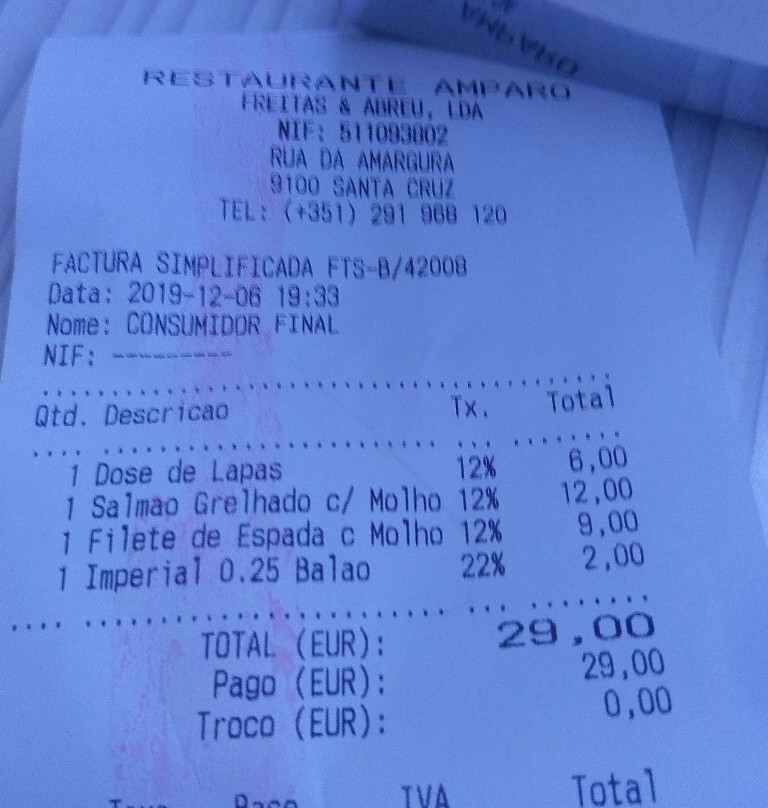 RESTAURANTE AMPARO
FREITAS & ABREU, LDA
NIF: 511093802
RUA DA AMARGURA
9100 SANTA CRUZ
TEL: (+351) 291 968 120
FACTURA SIMPLIFICADA FTS-B/42008
Data: 2019-12-06 19:33
Nome: CONSUMIDOR FINAL
NIF: ---------
Qtd. Descricao Tx. Total
1 Dose de Lapas 12% 6,00
1 Salmao Grelhado c/ Molho 12% 12,00
1 Filete de Espada c Molho 12% 9,00
1 Imperial 0.25 Balao 22% 2,00
TOTAL (EUR): 29,00
Pago (EUR): 29,00
Troco (EUR): 0,00
IVA Total